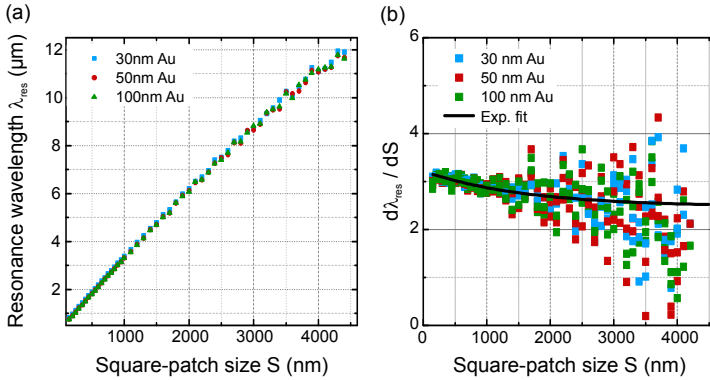 (a)
12
10
8
6
4
2
30nm Au
50nm Au
100nm Au
Resonance wavelength λres (µm)
1000 2000 3000 4000
Square-patch size S (nm)
(b)
6
4
2
0
30 nm Au
50 nm Au
100 nm Au
Exp. fit
dλres / dS
0 1000 2000 3000 4000
Square-patch size S (nm)